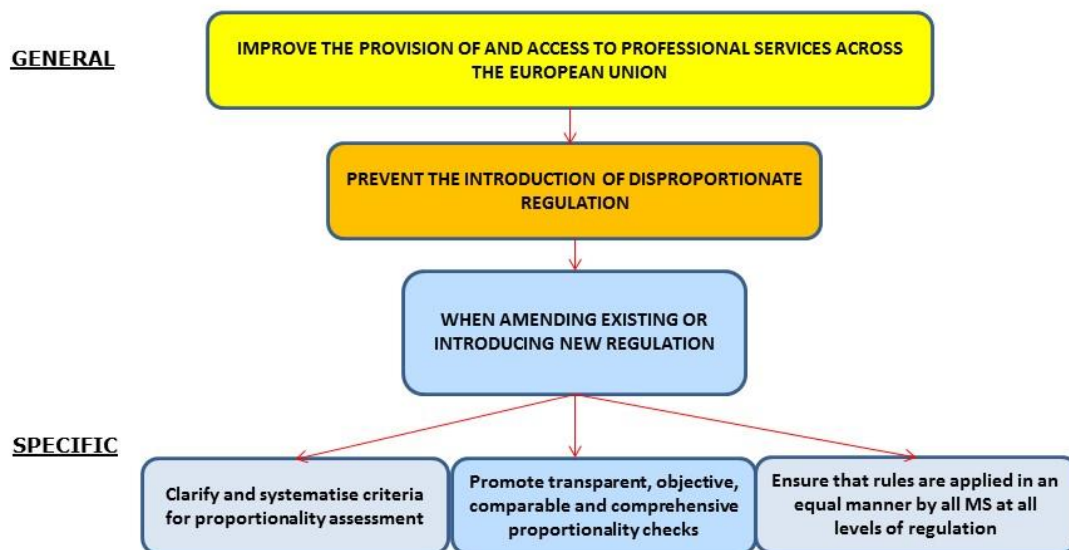 GENERAL
IMPROVE THE PROVISION OF AND ACCESS TO PROFESSIONAL SERVICES ACROSS
THE EUROPEAN UNION
PREVENT THE INTRODUCTION OF DISPROPORTIONATE
REGULATION
WHEN AMENDING EXISTING OR
INTRODUCING NEW REGULATION
SPECIFIC
Clarify and systematise criteria
for proportionality assessment
Promote transparent, objective,
comparable and comprehensive
proportionality checks
Ensure that rules are applied in an
equal manner by all MS at all
levels of regulation